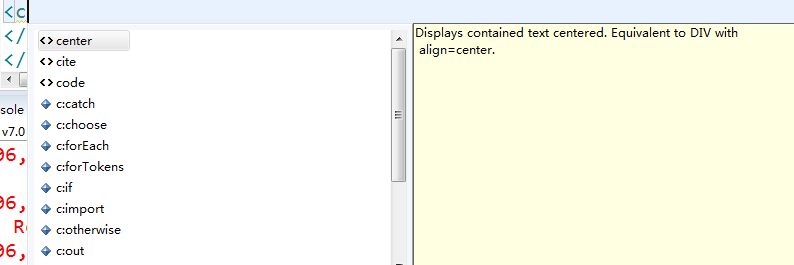 <c
</
</
center
cite
code
c:catch
c:choose
c:forEach
c:forTokens
c:if
c:import
c:otherwise
c:out
Displays contained text centered. Equivalent to DIV with
align=center.
sole
v7.0
06,
06,
R
06,